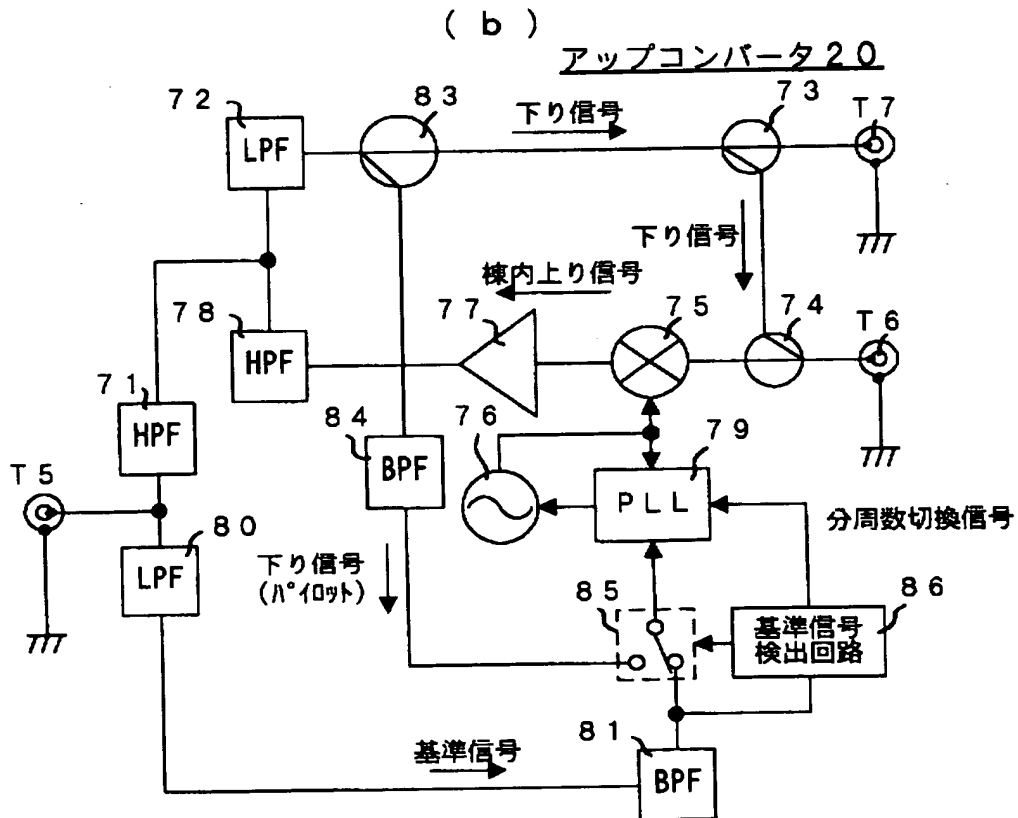 ( b )
アップコンバータ20
72
83
下り信号
73
T7
LPF
下り信号
棟内上り信号
78
77
75
74
T6
HPF
71
HPF
84
76
79
T5
BPF
PLL
分周数切換信号
80
LPF
下り信号
(パイロット)
85
86
基準信号
検出回路
基準信号
81
BPF